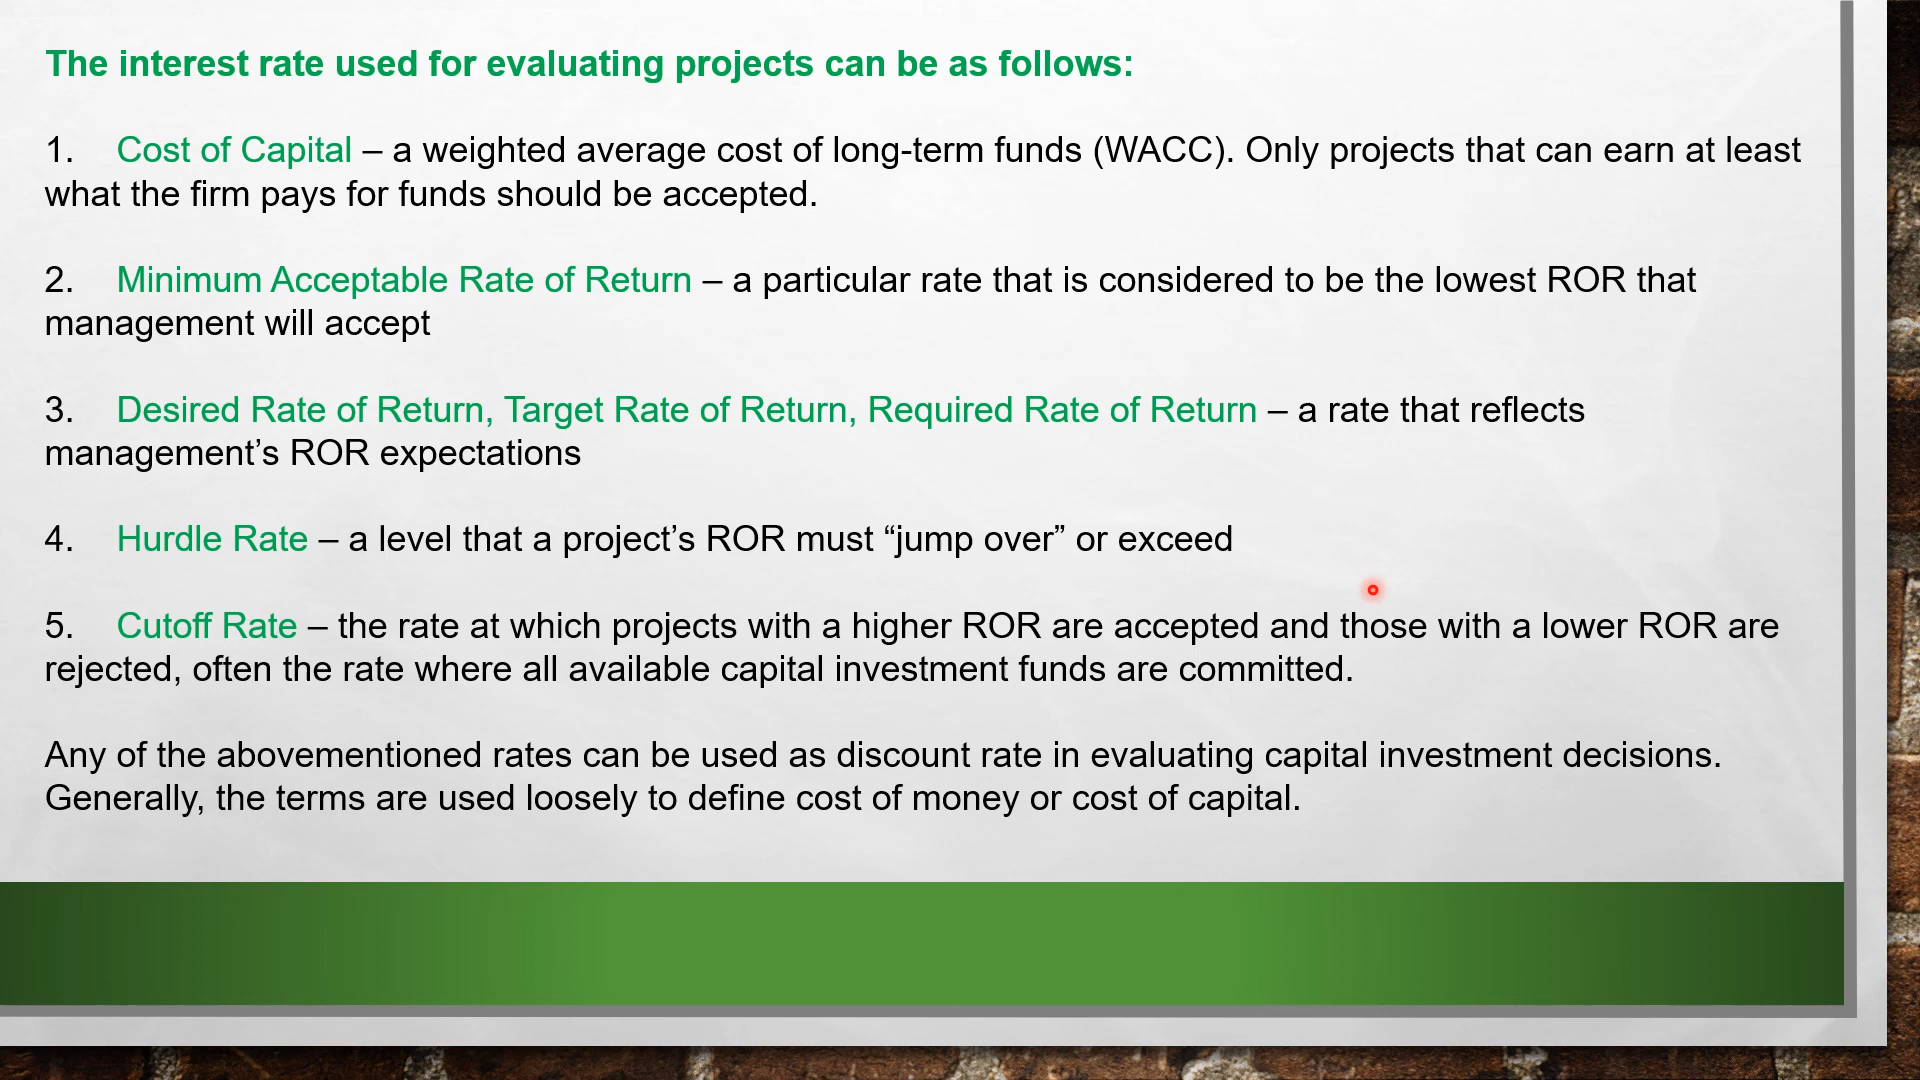 The interest rate used for evaluating projects can be as follows:
1. Cost of Capital – a weighted average cost of long-term funds (WACC). Only projects that can earn at least
what the firm pays for funds should be accepted.
2. Minimum Acceptable Rate of Return – a particular rate that is considered to be the lowest ROR that
management will accept
3. Desired Rate of Return, Target Rate of Return, Required Rate of Return – a rate that reflects
management’s ROR expectations
4. Hurdle Rate – a level that a project’s ROR must “jump over” or exceed
5. Cutoff Rate – the rate at which projects with a higher ROR are accepted and those with a lower ROR are
rejected, often the rate where all available capital investment funds are committed.
Any of the abovementioned rates can be used as discount rate in evaluating capital investment decisions.
Generally, the terms are used loosely to define cost of money or cost of capital.